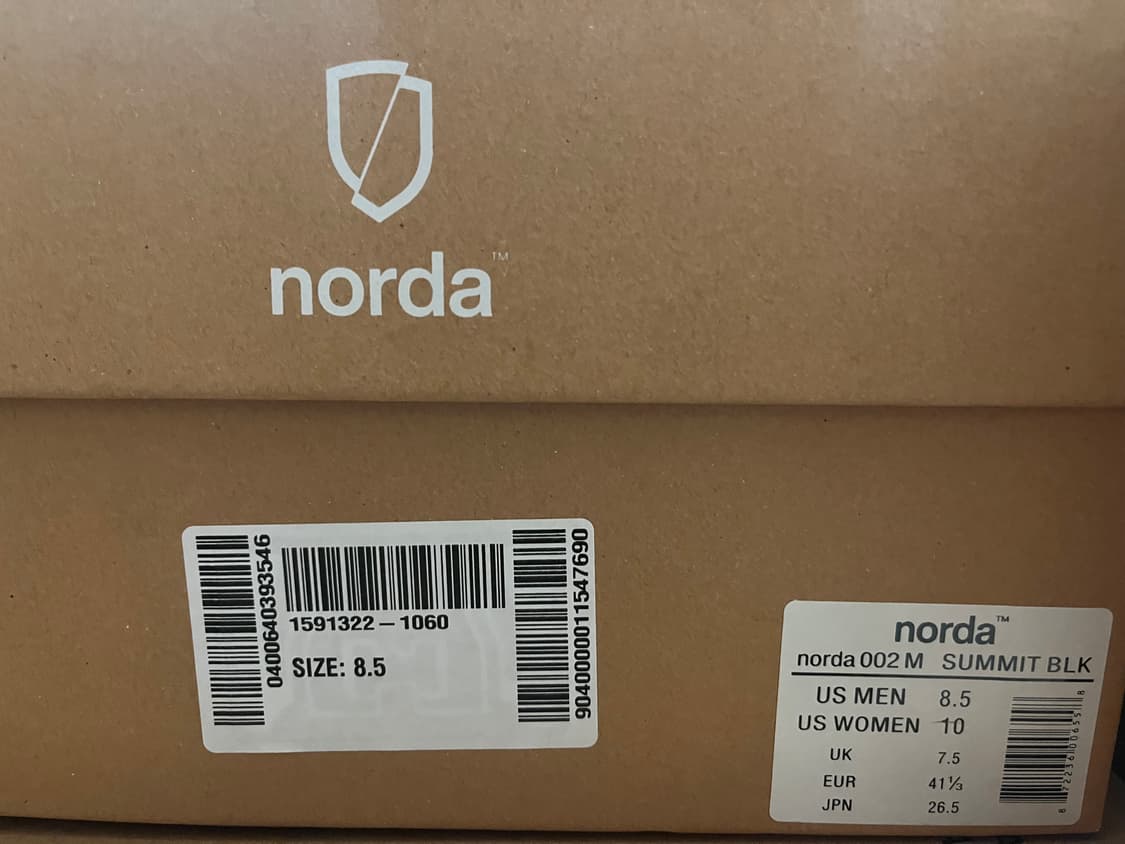 norda™
0400640393546
1591322-1060
SIZE: 8.5
9040000011547690
norda™
norda 002 M SUMMIT BLK
US MEN 8.5
US WOMEN 10
UK 7.5
EUR 41⅓
JPN 26.5